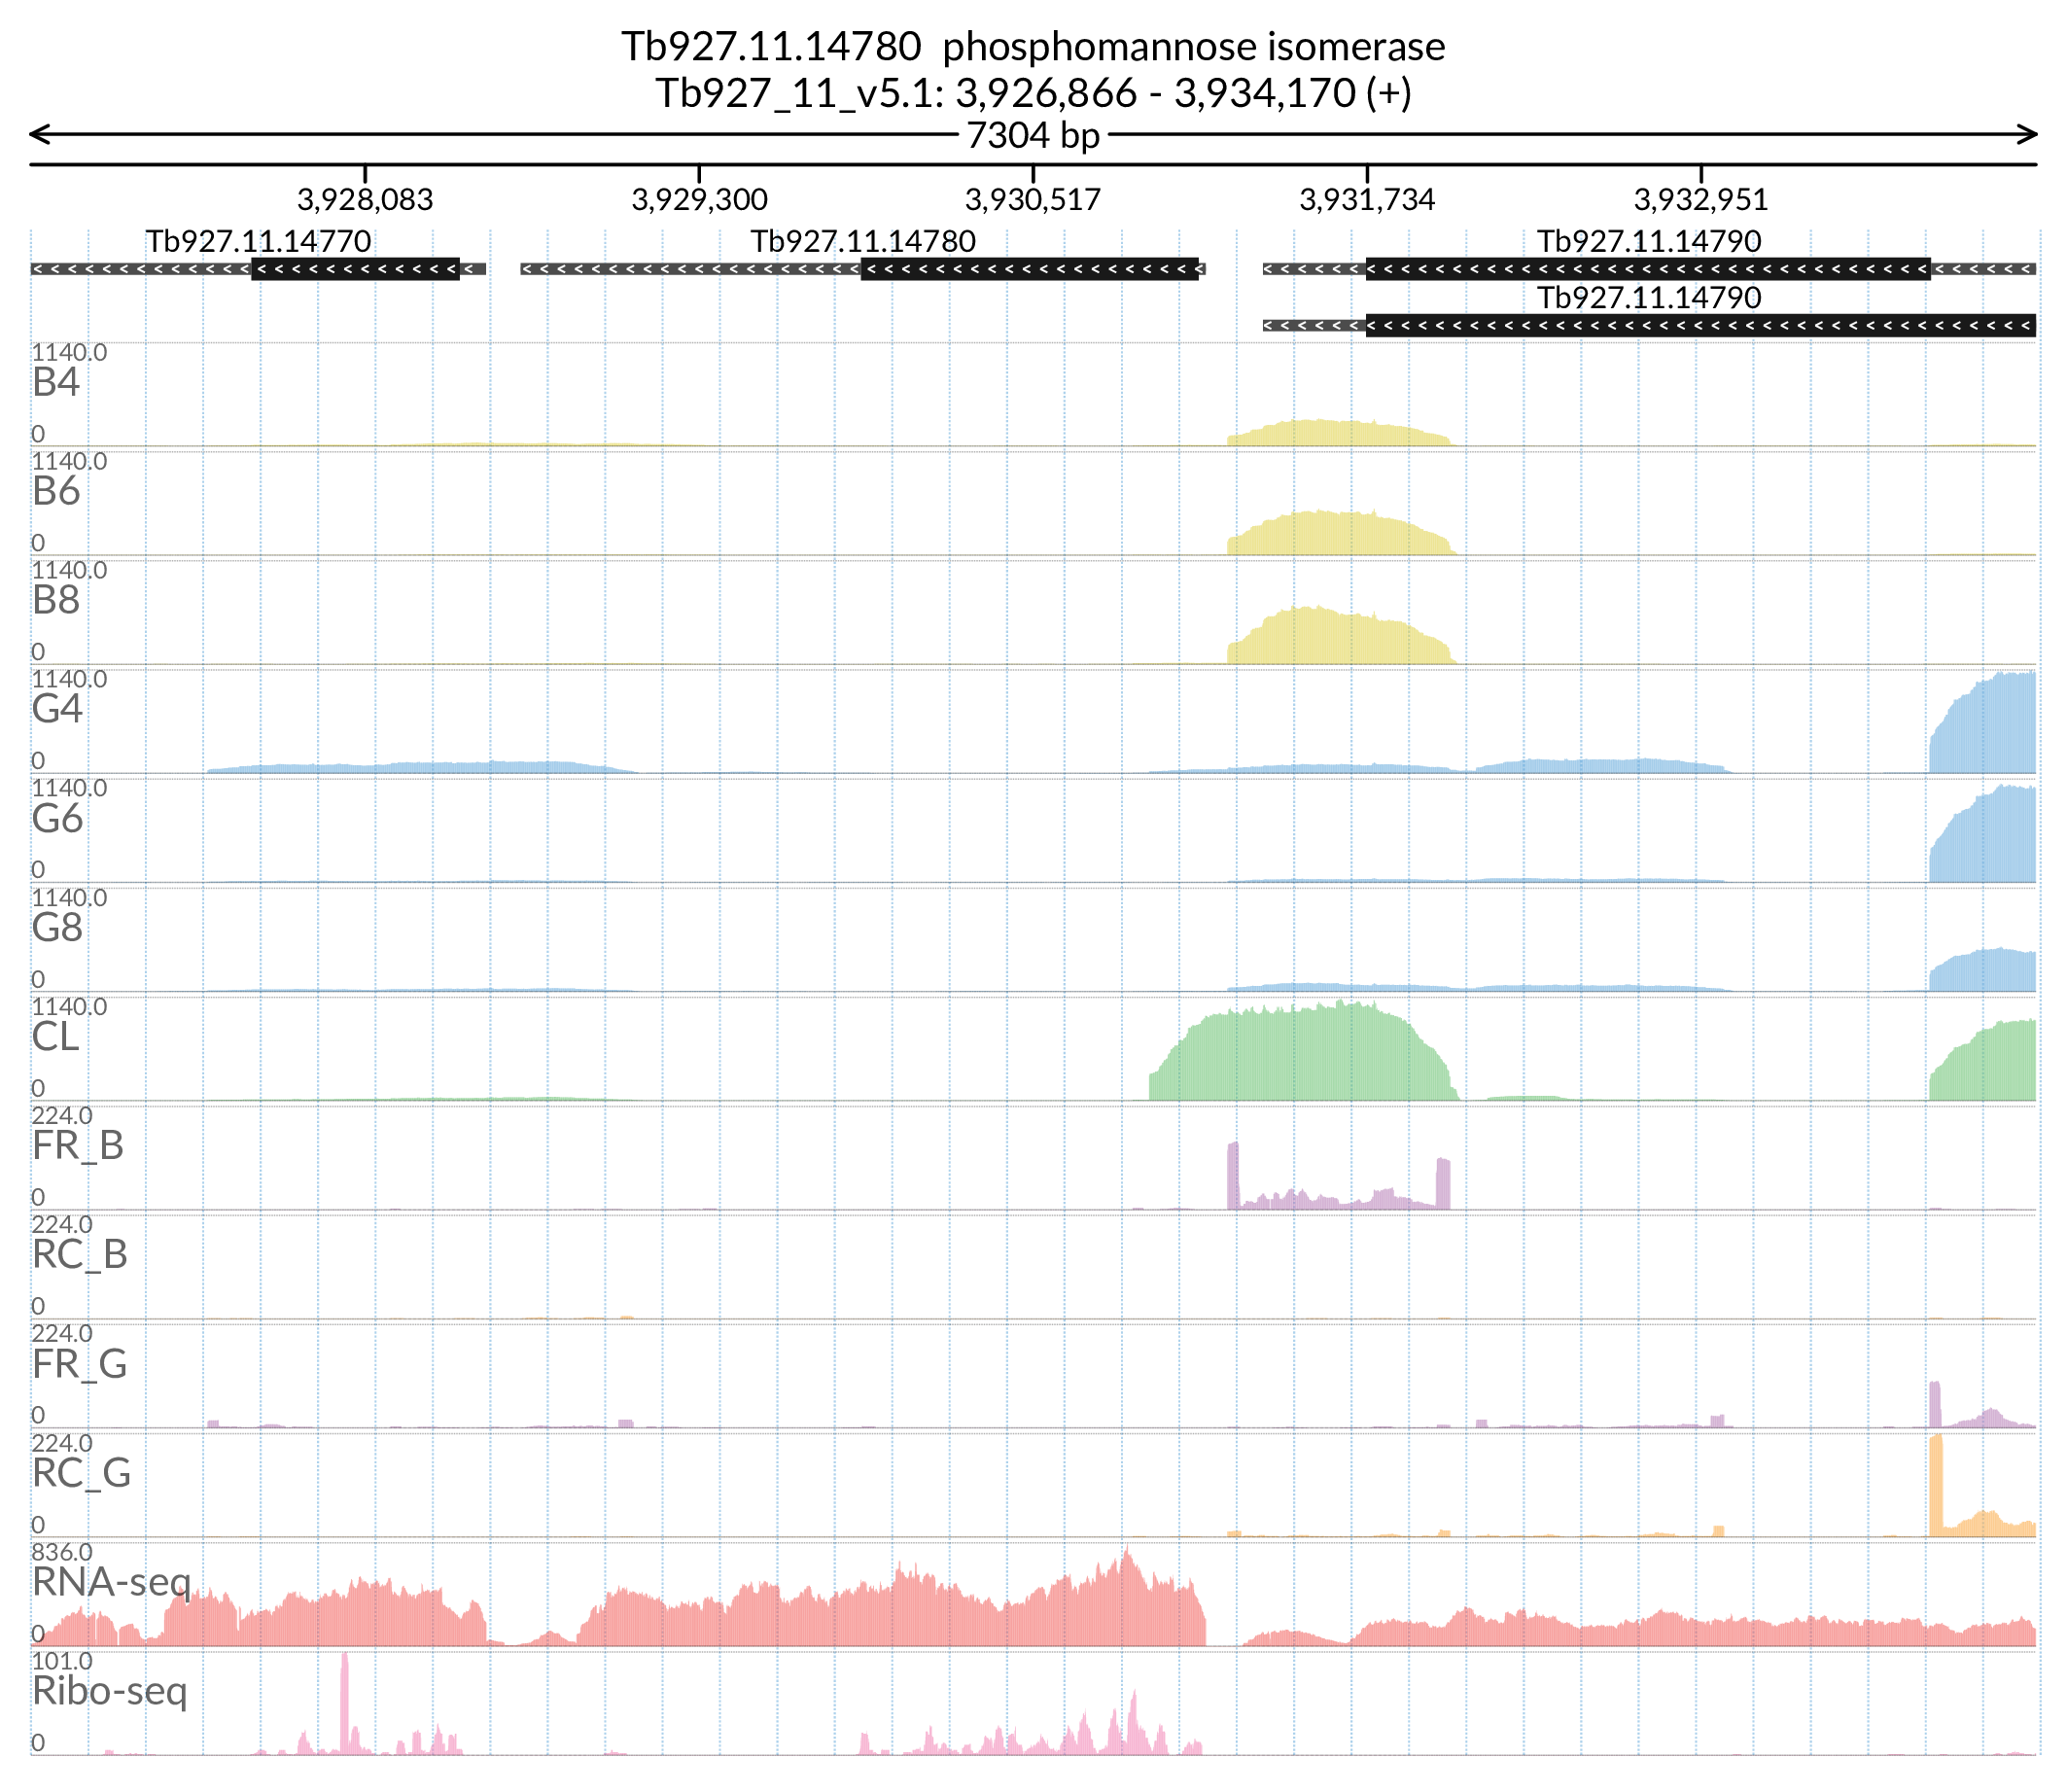 Tb927.11.14780  phosphomannose isomerase
Tb927_11_v5.1: 3,926,866 - 3,934,170 (+)
7304 bp
3,928,083 3,929,300 3,930,517 3,931,734 3,932,951
Tb927.11.14770 Tb927.11.14780 Tb927.11.14790
Tb927.11.14790
1140.0
B4
0
1140.0
B6
0
1140.0
B8
0
1140.0
G4
0
1140.0
G6
0
1140.0
G8
0
1140.0
CL
0
224.0
FR_B
0
224.0
RC_B
0
224.0
FR_G
0
224.0
RC_G
0
836.0
RNA-seq
0
101.0
Ribo-seq
0